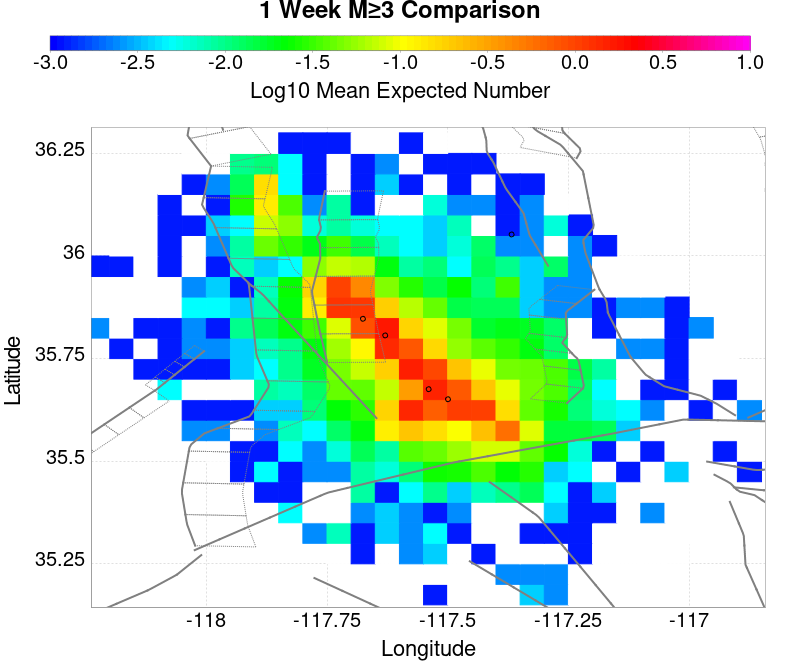 1 Week M≥3 Comparison
-3.0 -2.5 -2.0 -1.5 -1.0 -0.5 0.0 0.5 1.0
Log10 Mean Expected Number
36.25
36
35.75
35.5
35.25
Latitude
-118 -117.75 -117.5 -117.25 -117
Longitude